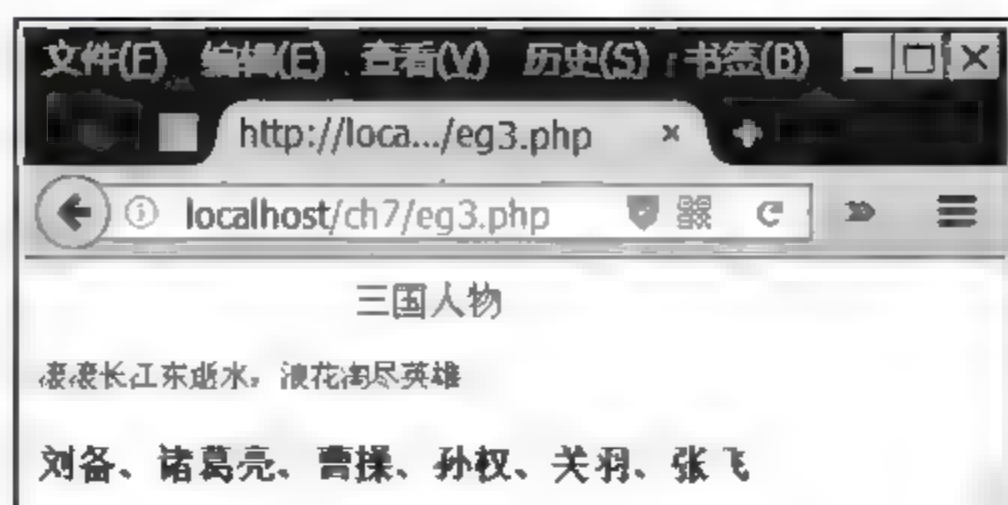 文件(F) 编辑(E) 查看(V) 历史(S) 书签(B)
http://loca.../eg3.php
localhost/ch7/eg3.php
三国人物
滚滚长江东逝水，浪花淘尽英雄
刘备、诸葛亮、曹操、孙权、关羽、张飞